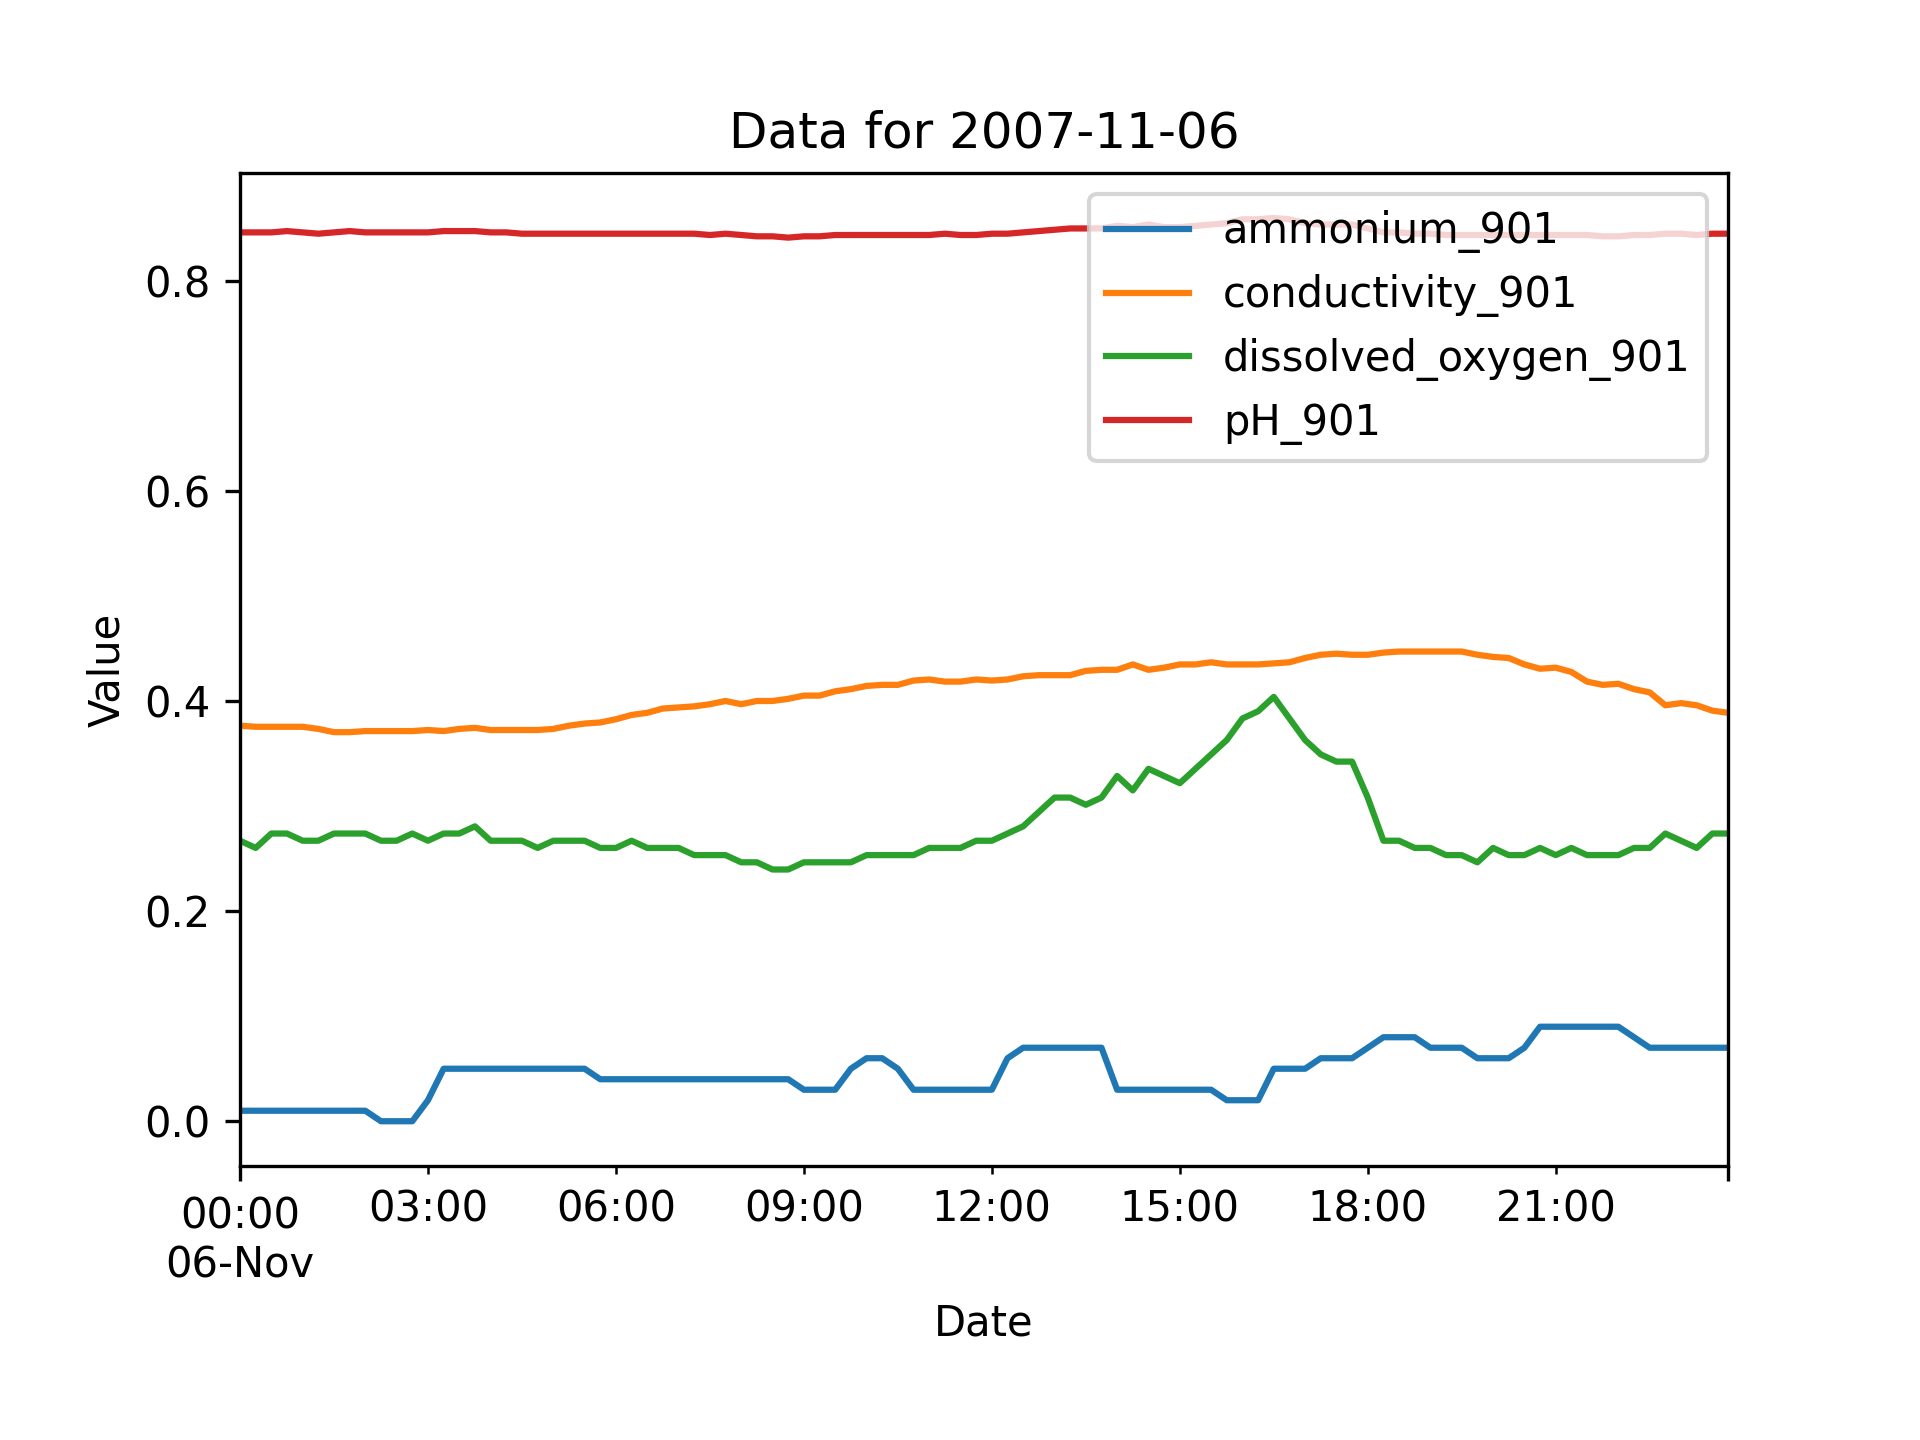 Data for 2007-11-06
ammonium_901
conductivity_901
dissolved_oxygen_901
pH_901
Value
0.8
0.6
0.4
0.2
0.0
00:00 03:00 06:00 09:00 12:00 15:00 18:00 21:00
06-Nov
Date